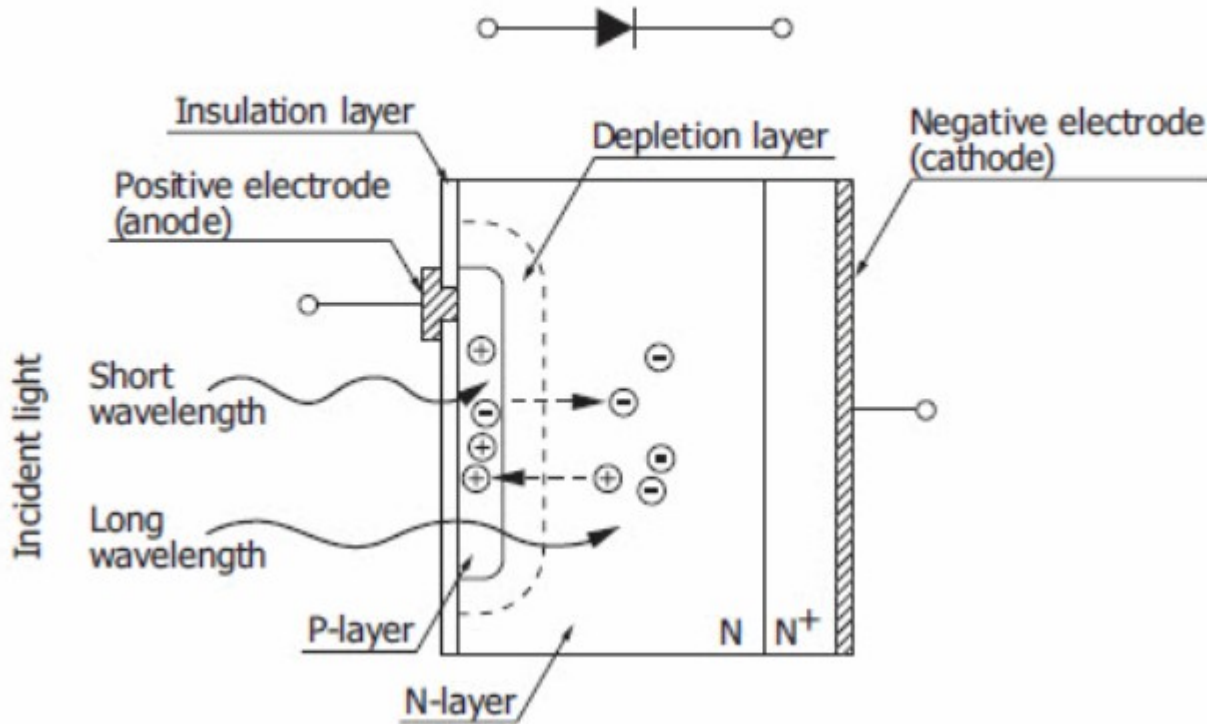 Insulation layer
Depletion layer
Negative electrode
(cathode)
Positive electrode
(anode)
Incident light
Short
wavelength
Long
wavelength
P-layer
N-layer
N
N+